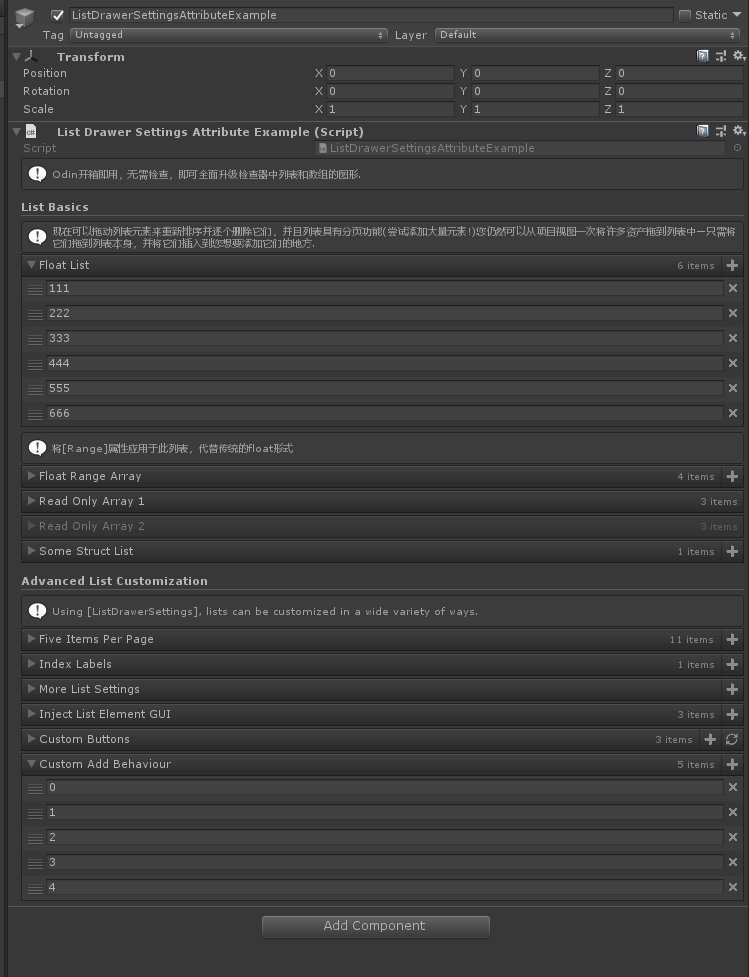 ListDrawerSettingsAttributeExample Static
Tag Untagged Layer Default
Transform
Position X 0 Y 0 Z 0
Rotation X 0 Y 0 Z 0
Scale X 1 Y 1 Z 1
List Drawer Settings Attribute Example (Script)
Script ListDrawerSettingsAttributeExample
Odin开箱即用，无需检查，即可全面升级检查器中列表和数组的图形.
List Basics
现在可以拖动列表元素来重新排序并逐个删除它们，并且列表具有分页功能(尝试添加大量元素!)您仍然可以从项目视图一次将许多资产拖到列表中一只需将
它们拖到列表本身，并将它们插入到您想要添加它们的地方.
Float List 6 items
111
222
333
444
555
666
将[Range]属性应用于此列表，代替传统的float形式
Float Range Array 4 items
Read Only Array 1 3 items
Read Only Array 2 3 items
Some Struct List 1 items
Advanced List Customization
Using [ListDrawerSettings], lists can be customized in a wide variety of ways.
Five Items Per Page 11 items
Index Labels 1 items
More List Settings
Inject List Element GUI 3 items
Custom Buttons 3 items
Custom Add Behaviour 5 items
0
1
2
3
4
Add Component